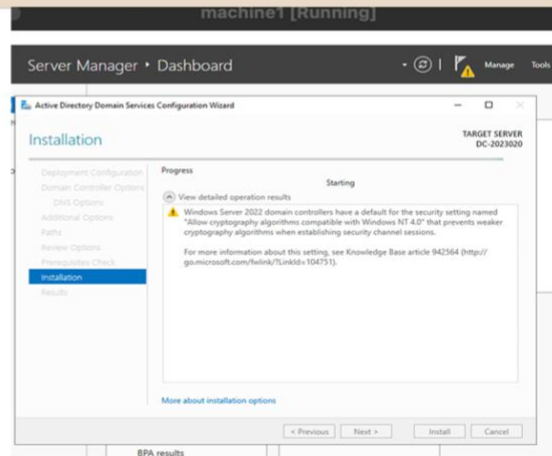 machine1 [Running]
Server Manager • Dashboard
Manage
Tools
Active Directory Domain Services Configuration Wizard
Installation
TARGET SERVER
DC-2023020
Deployment Configuration
Domain Controller Options
DNS Options
Additional Options
Paths
Review Options
Prerequisites Check
Installation
Results
Progress
Starting
View detailed operation results
Windows Server 2022 domain controllers have a default for the security setting named
"Allow cryptography algorithms compatible with Windows NT 4.0" that prevents weaker
cryptography algorithms when establishing security channel sessions.
For more information about this setting, see Knowledge Base article 942564 (http://
go.microsoft.com/fwlink/?LinkId=104751).
More about installation options
< Previous
Next >
Install
Cancel
BPA results